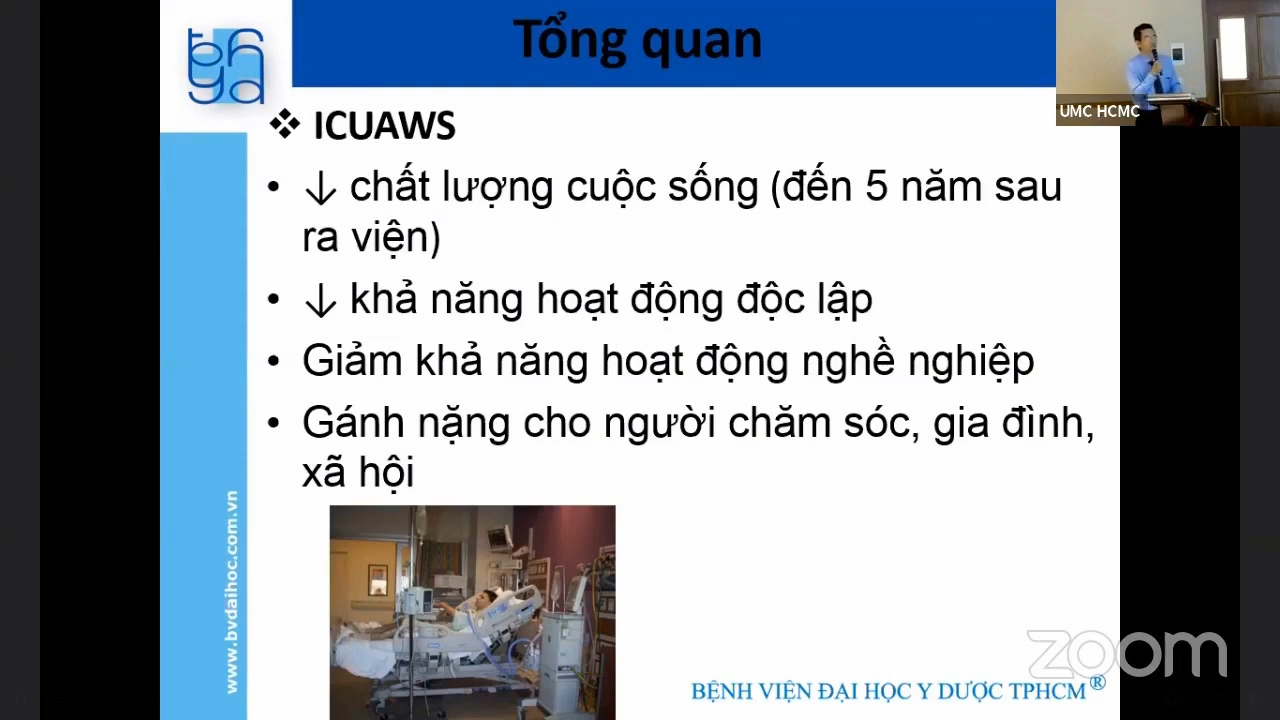 Tổng quan
UMC HCMC
❖ ICUAWS
• ↓ chất lượng cuộc sống (đến 5 năm sau
ra viện)
• ↓ khả năng hoạt động độc lập
• Giảm khả năng hoạt động nghề nghiệp
• Gánh nặng cho người chăm sóc, gia đình,
xã hội
www.bvdaihoc.com.vn
zoom
BỆNH VIỆN ĐẠI HỌC Y DƯỢC TPHCM®